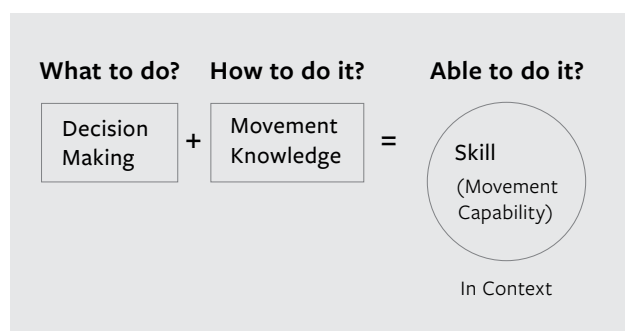 What to do? How to do it? Able to do it?
Decision
Making
+
Movement
Knowledge
=
Skill
(Movement
Capability)
In Context